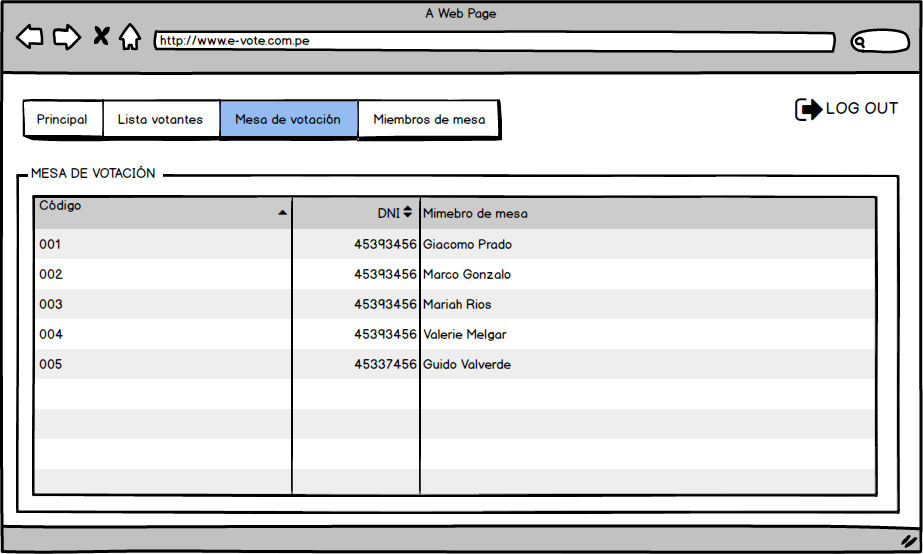 A Web Page
http://www.e-vote.com.pe
LOG OUT
Principal Lista votantes Mesa de votación Miembros de mesa
MESA DE VOTACIÓN
Código DNI Mimebro de mesa
001 45393456 Giacomo Prado
002 45393456 Marco Gonzalo
003 45393456 Mariah Rios
004 45393456 Valerie Melgar
005 45337456 Guido Valverde